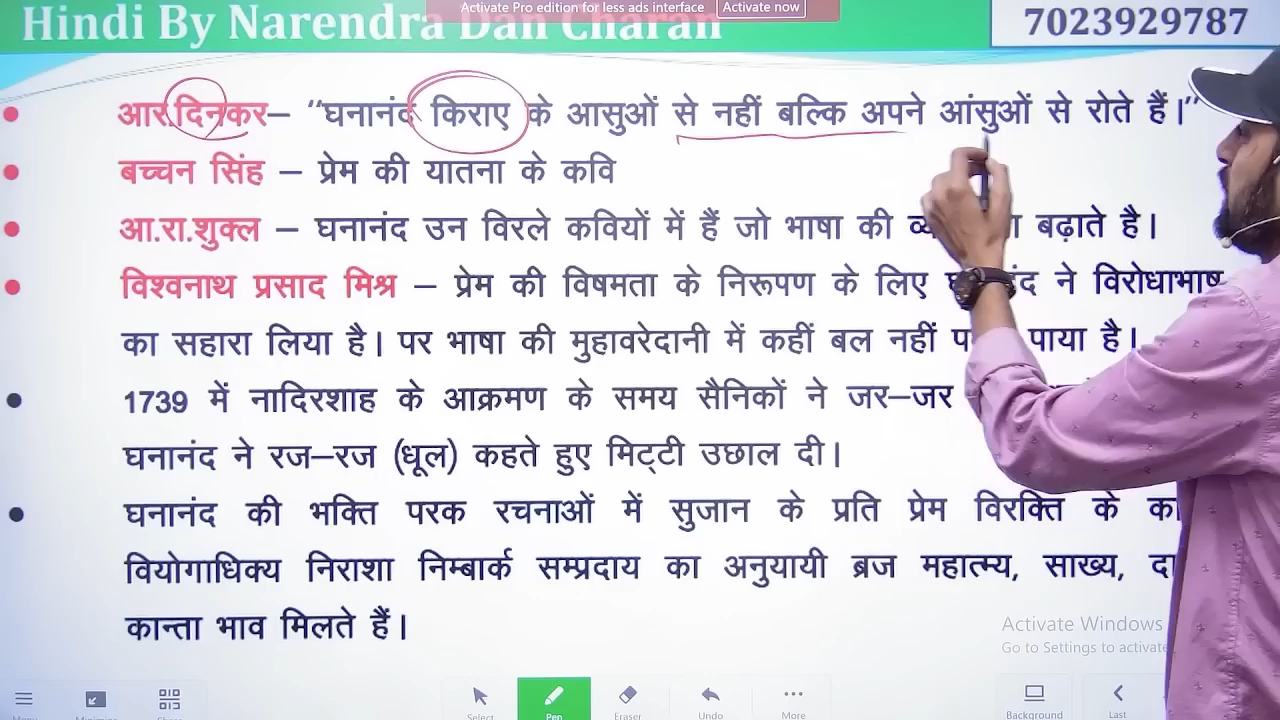 Activate Pro edition for less ads interface Activate now
Hindi By Narendra Dan Charan
7023929787
आर.दिनकर– “घनानंद किराए के आसुओं से नहीं बल्कि अपने आंसुओं से रोते हैं।”
बच्चन सिंह – प्रेम की यातना के कवि
आ.रा.शुक्ल – घनानंद उन विरले कवियों में हैं जो भाषा की बढ़ाते है।
विश्वनाथ प्रसाद मिश्र – प्रेम की विषमता के निरूपण के लिए ने विरोधाभाष
का सहारा लिया है। पर भाषा की मुहावरेदानी में कहीं बल नहीं पाया है।
1739 में नादिरशाह के आक्रमण के समय सैनिकों ने जर–जर
घनानंद ने रज–रज (धूल) कहते हुए मिट्टी उछाल दी।
घनानंद की भक्ति परक रचनाओं में सुजान के प्रति प्रेम विरक्ति के
वियोगाधिक्य निराशा निम्बार्क सम्प्रदाय का अनुयायी ब्रज महात्म्य, साख्य,
कान्ता भाव मिलते हैं।
Activate Windows
Go to Settings to activate
Menu Minimize Share Select Pen Eraser Undo More Background Last